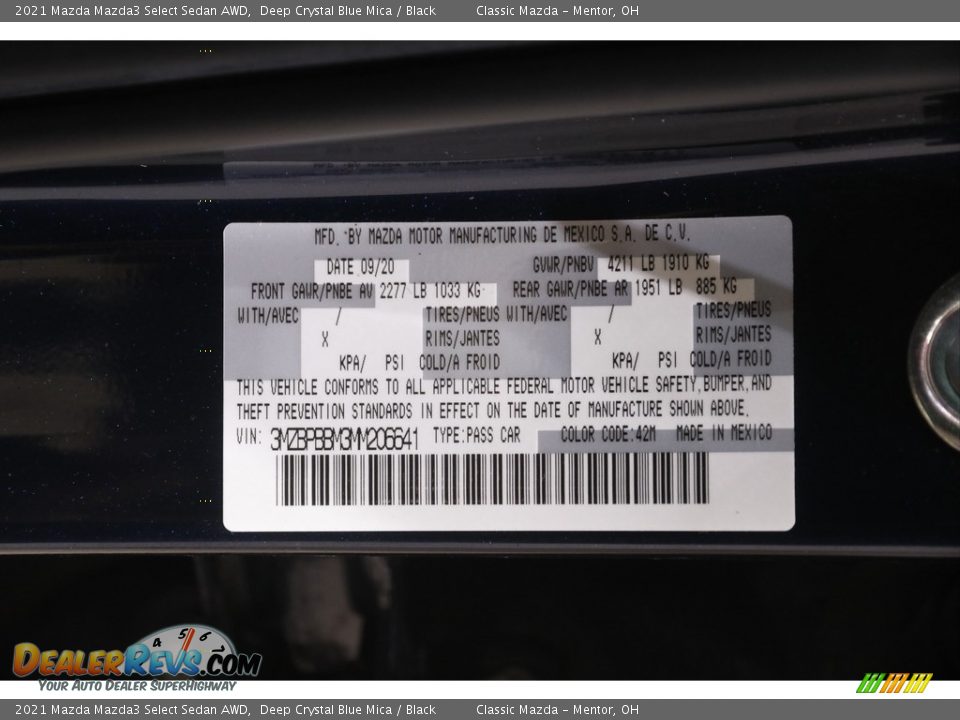 2021 Mazda Mazda3 Select Sedan AWD, Deep Crystal Blue Mica / Black Classic Mazda - Mentor, OH
MFD. BY MAZDA MOTOR MANUFACTURING DE MEXICO S.A. DE C.V.
DATE 09/20 GVWR/PNBV 4211 LB 1910 KG
FRONT GAWR/PNBE AV 2277 LB 1033 KG REAR GAWR/PNBE AR 1951 LB 885 KG
WITH/AVEC / TIRES/PNEUS WITH/AVEC / TIRES/PNEUS
X RIMS/JANTES X RIMS/JANTES
KPA/ PSI COLD/A FROID KPA/ PSI COLD/A FROID
THIS VEHICLE CONFORMS TO ALL APPLICABLE FEDERAL MOTOR VEHICLE SAFETY, BUMPER, AND
THEFT PREVENTION STANDARDS IN EFFECT ON THE DATE OF MANUFACTURE SHOWN ABOVE.
VIN: 3MZBPBBM3MM206641 TYPE:PASS CAR COLOR CODE:42M MADE IN MEXICO
4 5 6
DEALERREVS.COM
YOUR AUTO DEALER SUPERHIGHWAY
2021 Mazda Mazda3 Select Sedan AWD, Deep Crystal Blue Mica / Black Classic Mazda - Mentor, OH